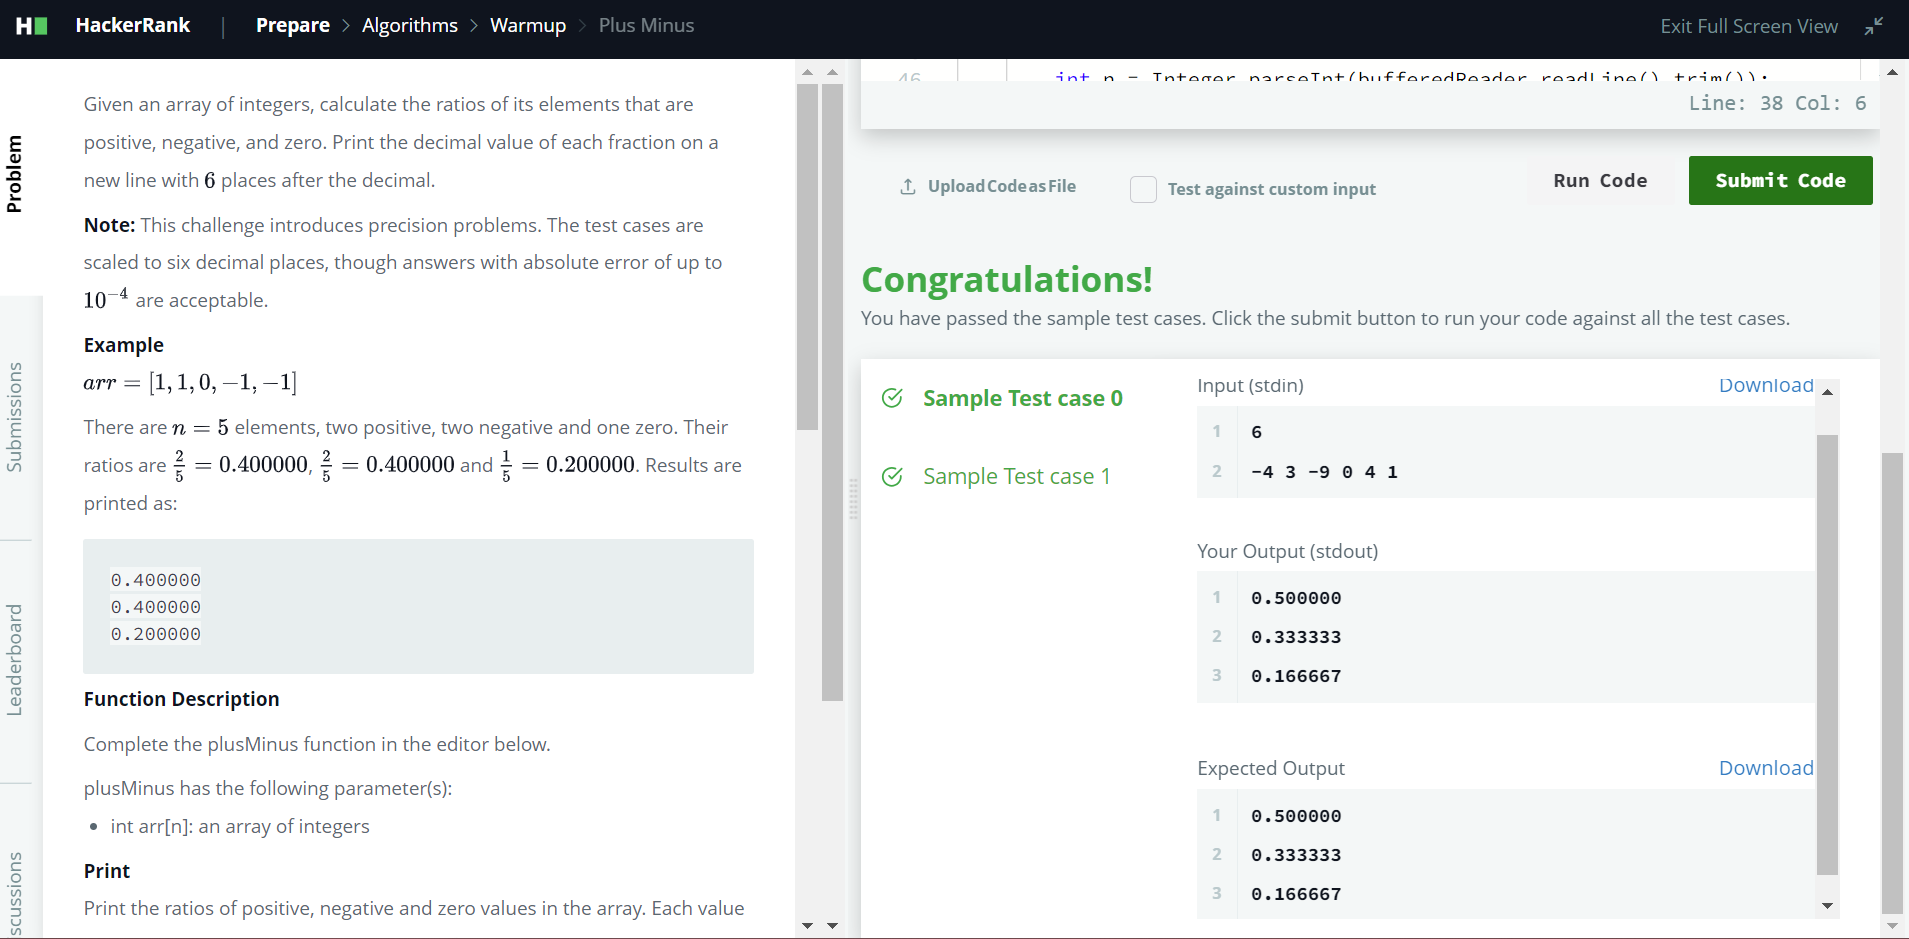 HackerRank | Prepare > Algorithms > Warmup > Plus Minus
Exit Full Screen View
Problem
Submissions
Leaderboard
scussions
Given an array of integers, calculate the ratios of its elements that are
positive, negative, and zero. Print the decimal value of each fraction on a
new line with 6 places after the decimal.
Note: This challenge introduces precision problems. The test cases are
scaled to six decimal places, though answers with absolute error of up to
10⁻⁴ are acceptable.
Example
arr = [1, 1, 0, −1, −1]
There are n = 5 elements, two positive, two negative and one zero. Their
ratios are 2/5 = 0.400000, 2/5 = 0.400000 and 1/5 = 0.200000. Results are
printed as:
0.400000
0.400000
0.200000
Function Description
Complete the plusMinus function in the editor below.
plusMinus has the following parameter(s):
• int arr[n]: an array of integers
Print
Print the ratios of positive, negative and zero values in the array. Each value
46 int n = Integer.parseInt(bufferedReader.readLine().trim());
Line: 38 Col: 6
Upload Code as File
Test against custom input
Run Code
Submit Code
Congratulations!
You have passed the sample test cases. Click the submit button to run your code against all the test cases.
Sample Test case 0
Sample Test case 1
Input (stdin)
Download
1 6
2 -4 3 -9 0 4 1
Your Output (stdout)
1 0.500000
2 0.333333
3 0.166667
Expected Output
Download
1 0.500000
2 0.333333
3 0.166667